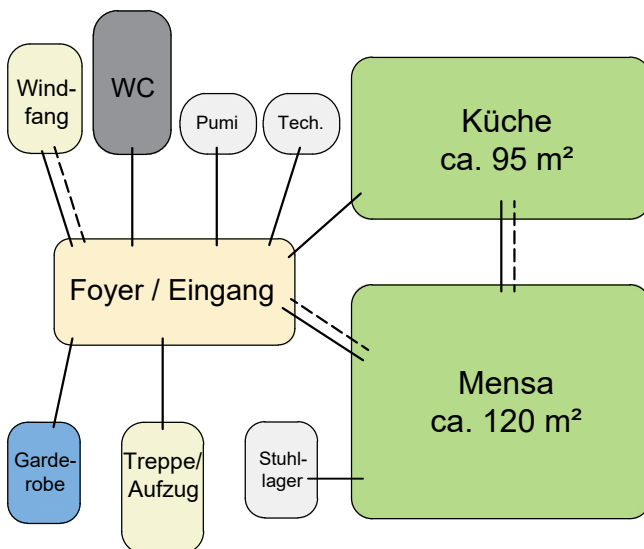 Wind-
fang
WC
Pumi
Tech.
Küche
ca. 95 m²
Foyer / Eingang
Mensa
ca. 120 m²
Garde-
robe
Treppe/
Aufzug
Stuhl-
lager